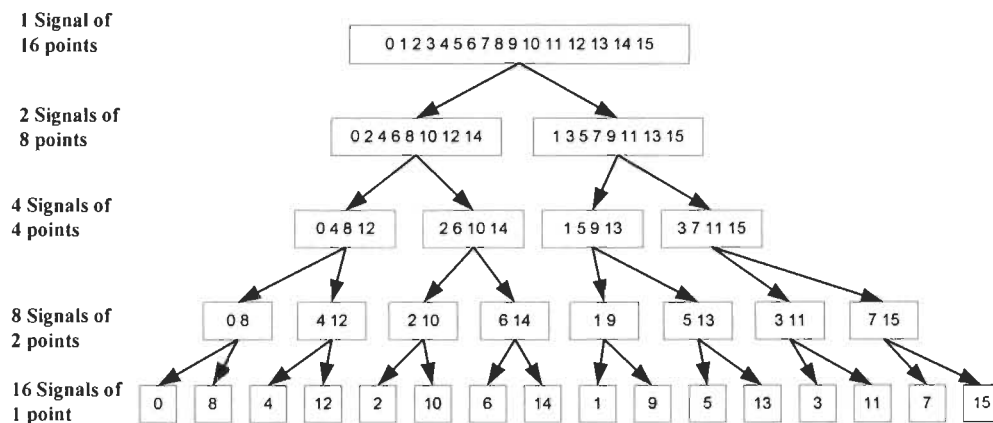 1 Signal of
16 points
0 1 2 3 4 5 6 7 8 9 10 11 12 13 14 15
2 Signals of
8 points
0 2 4 6 8 10 12 14
1 3 5 7 9 11 13 15
4 Signals of
4 points
0 4 8 12
2 6 10 14
1 5 9 13
3 7 11 15
8 Signals of
2 points
0 8
4 12
2 10
6 14
1 9
5 13
3 11
7 15
16 Signals of
1 point
0
8
4
12
2
10
6
14
1
9
5
13
3
11
7
15